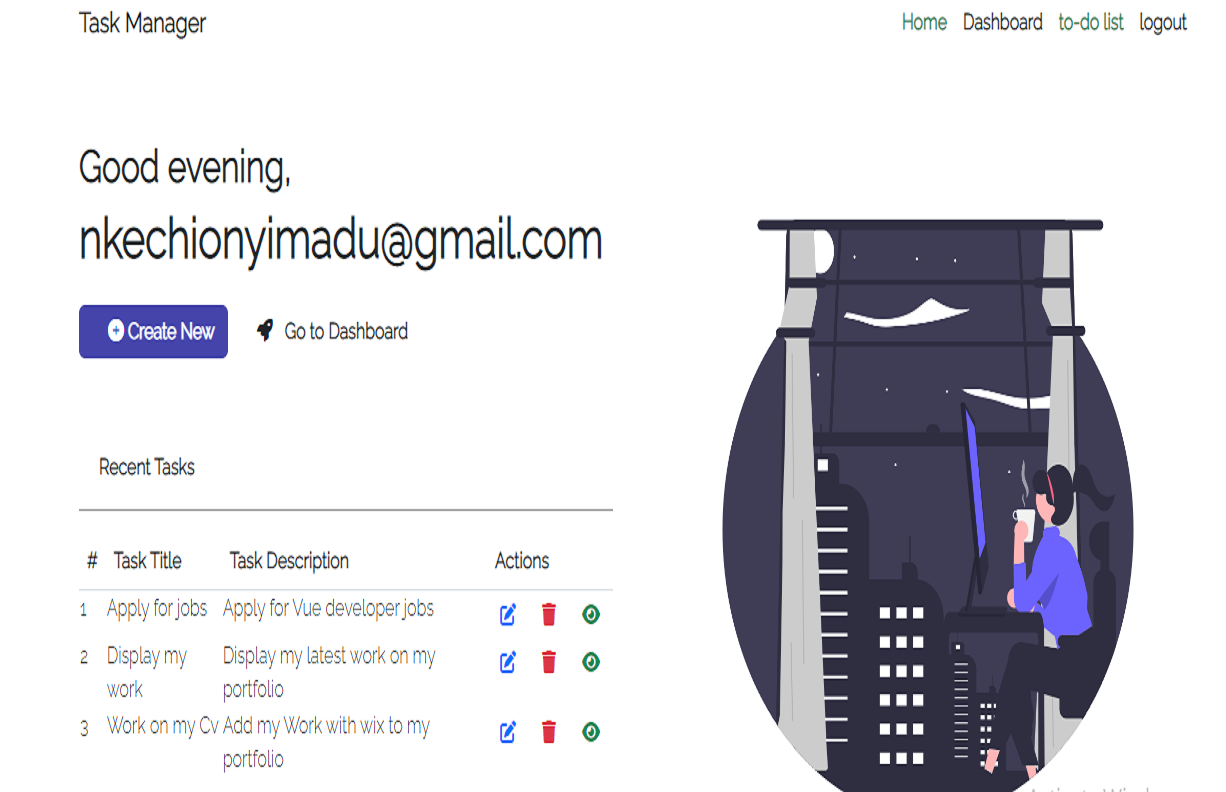 Task Manager
Home Dashboard to-do list logout
Good evening,
nkechionyimadu@gmail.com
Create New
Go to Dashboard
Recent Tasks
# Task Title Task Description Actions
1 Apply for jobs Apply for Vue developer jobs
2 Display my work Display my latest work on my portfolio
3 Work on my Cv Add my Work with wix to my portfolio